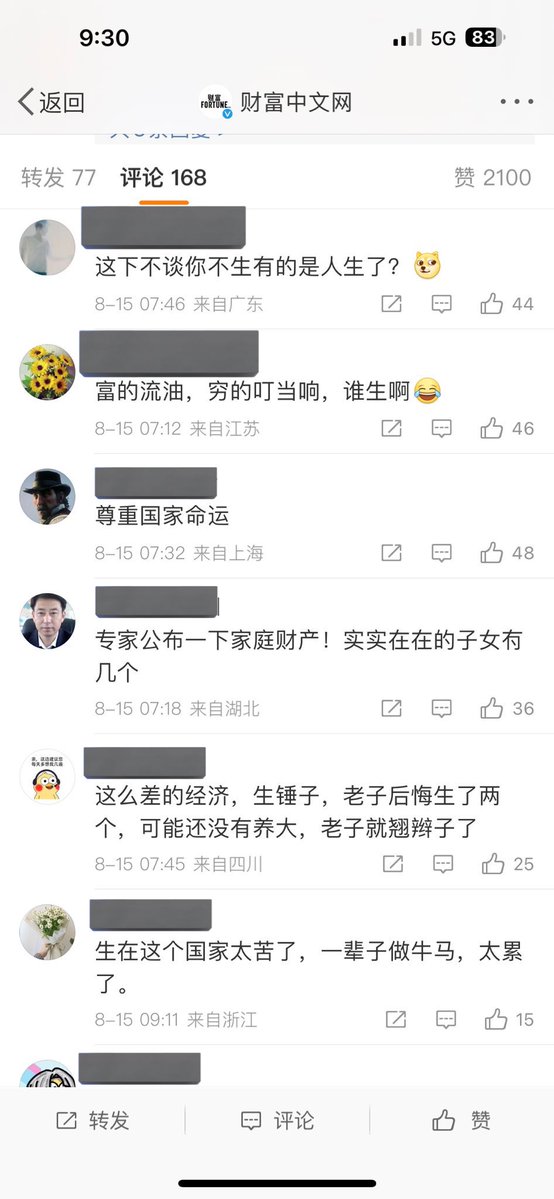 9:30
5G
83
返回
财富
FORTUNE
财富中文网
转发 77
评论 168
赞 2100
这下不谈你不生有的是人生了？
8-15 07:46 来自广东
44
富的流油，穷的叮当响，谁生啊
8-15 07:12 来自江苏
46
尊重国家命运
8-15 07:32 来自上海
48
专家公布一下家庭财产！实实在在的子女有
几个
8-15 07:18 来自湖北
36
这么差的经济，生锤子，老子后悔生了两
个，可能还没有养大，老子就翘辫子了
8-15 07:45 来自四川
25
生在这个国家太苦了，一辈子做牛马，太累
了。
8-15 09:11 来自浙江
15
转发
评论
赞